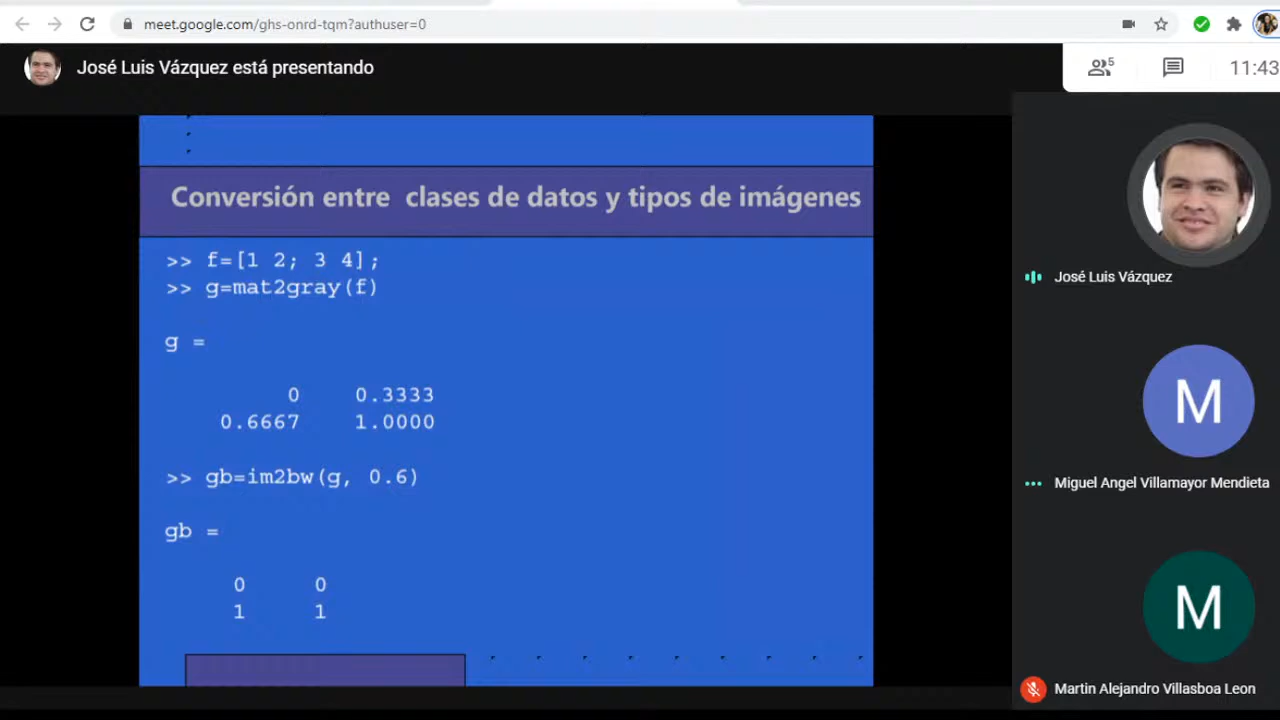 meet.google.com/ghs-onrd-tqm?authuser=0
José Luis Vázquez está presentando
5
11:43
Conversión entre clases de datos y tipos de imágenes
>> f=[1 2; 3 4];
>> g=mat2gray(f)
g =
0 0.3333
0.6667 1.0000
>> gb=im2bw(g, 0.6)
gb =
0 0
1 1
José Luis Vázquez
M
Miguel Angel Villamayor Mendieta
M
Martin Alejandro Villasboa Leon